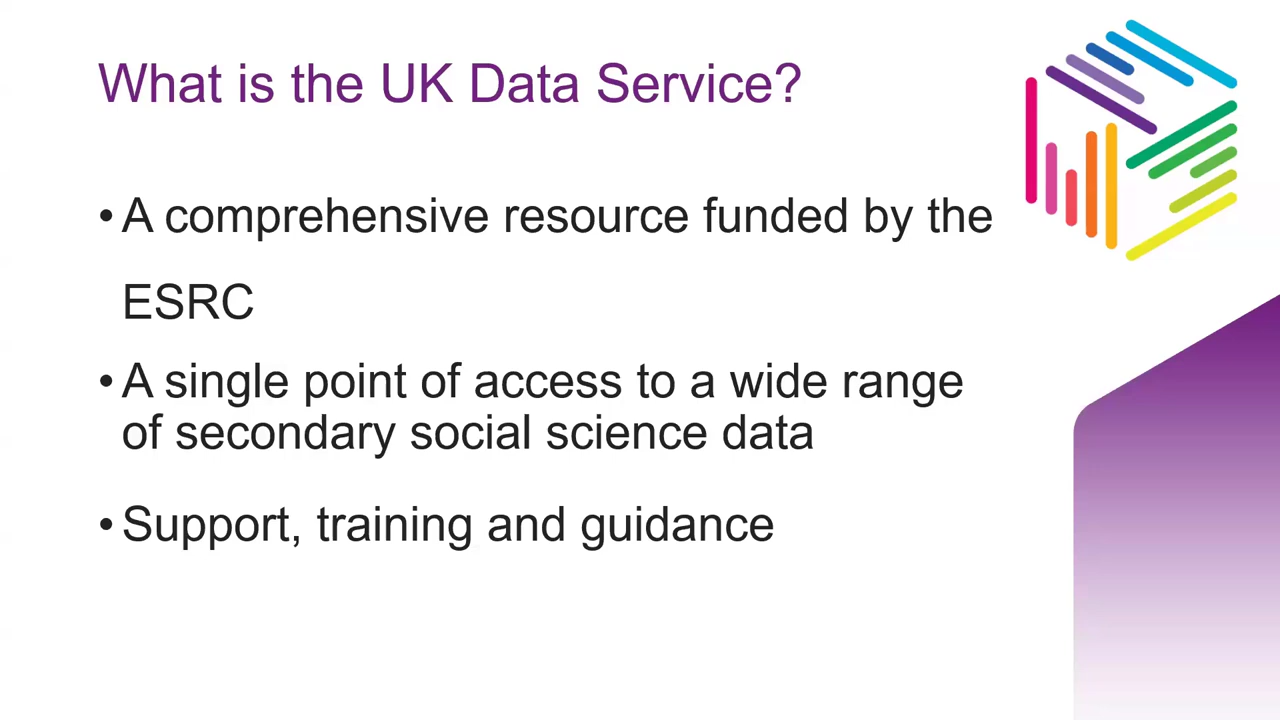 What is the UK Data Service?
• A comprehensive resource funded by the
ESRC
• A single point of access to a wide range
of secondary social science data
• Support, training and guidance